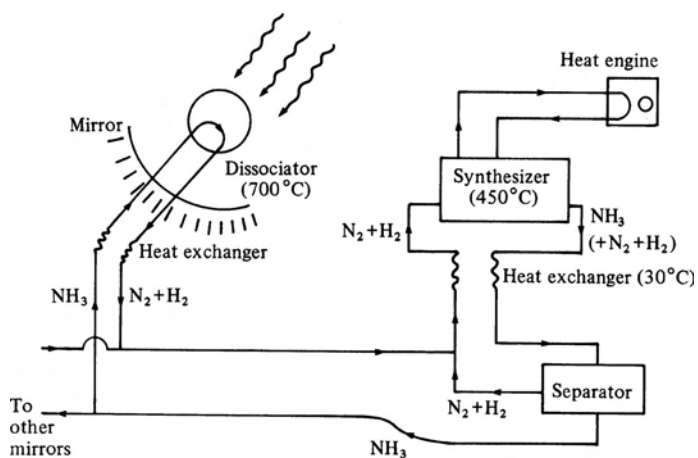 Heat engine
Mirror
Dissociator
(700°C)
Synthesizer
(450°C)
N₂+H₂
NH₃
(+N₂+H₂)
Heat exchanger
Heat exchanger (30°C)
NH₃
N₂+H₂
Separator
N₂+H₂
To
other
mirrors
NH₃